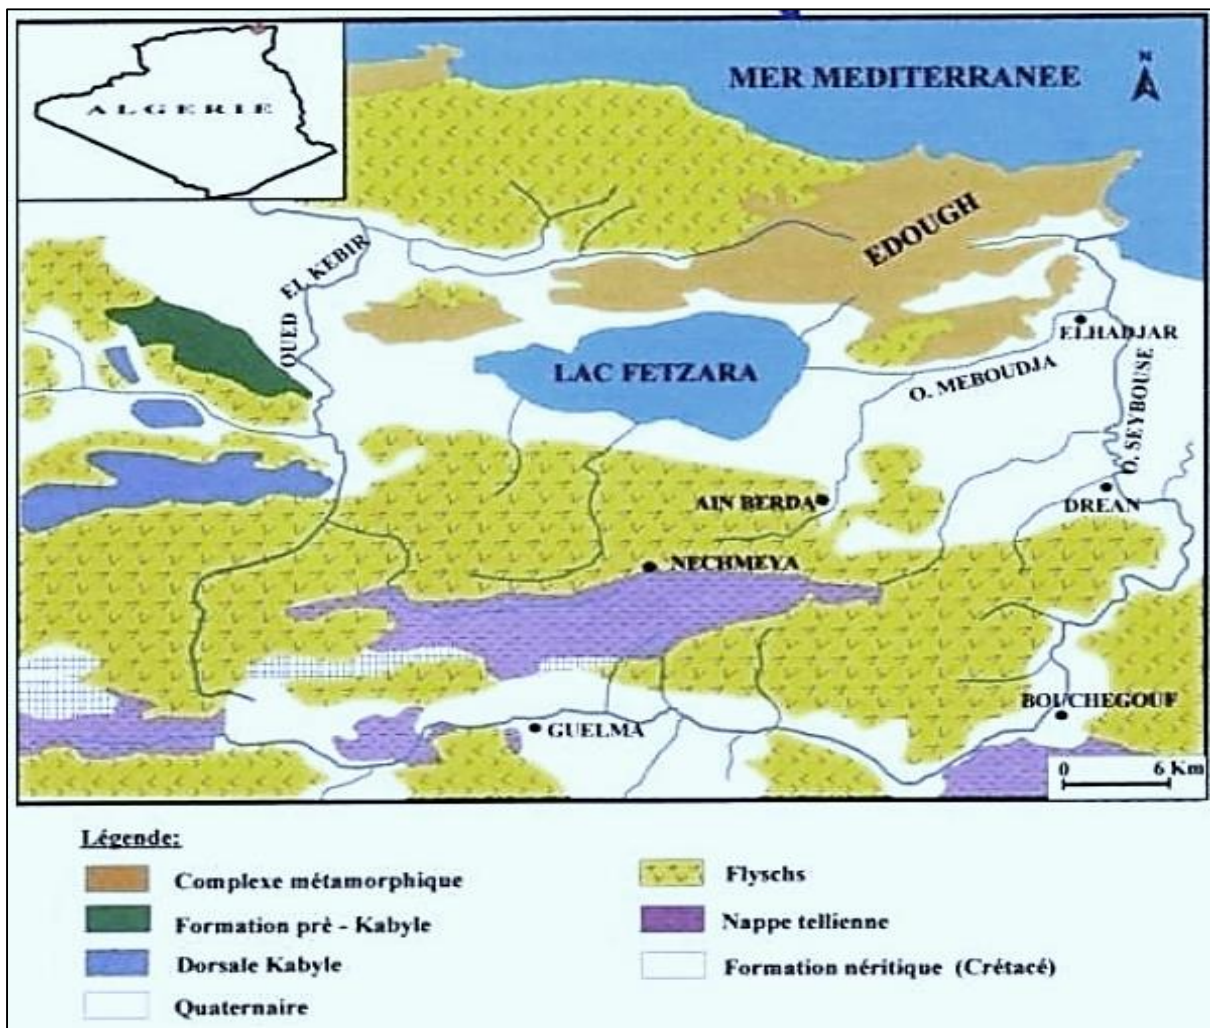 ALGERIE
MER MEDITERRANEE
N
EDOUGH
OUED EL KEBIR
LAC FETZARA
ELHADJAR
O. MEBOUDJA
O. SEYBOUSE
AIN BERDA
DREAN
NECHMEYA
BOUCHEGOUF
GUELMA
0 6 Km
Légende:
Complexe métamorphique
Formation prè - Kabyle
Dorsale Kabyle
Quaternaire
Flyschs
Nappe tellienne
Formation néritique (Crétacé)